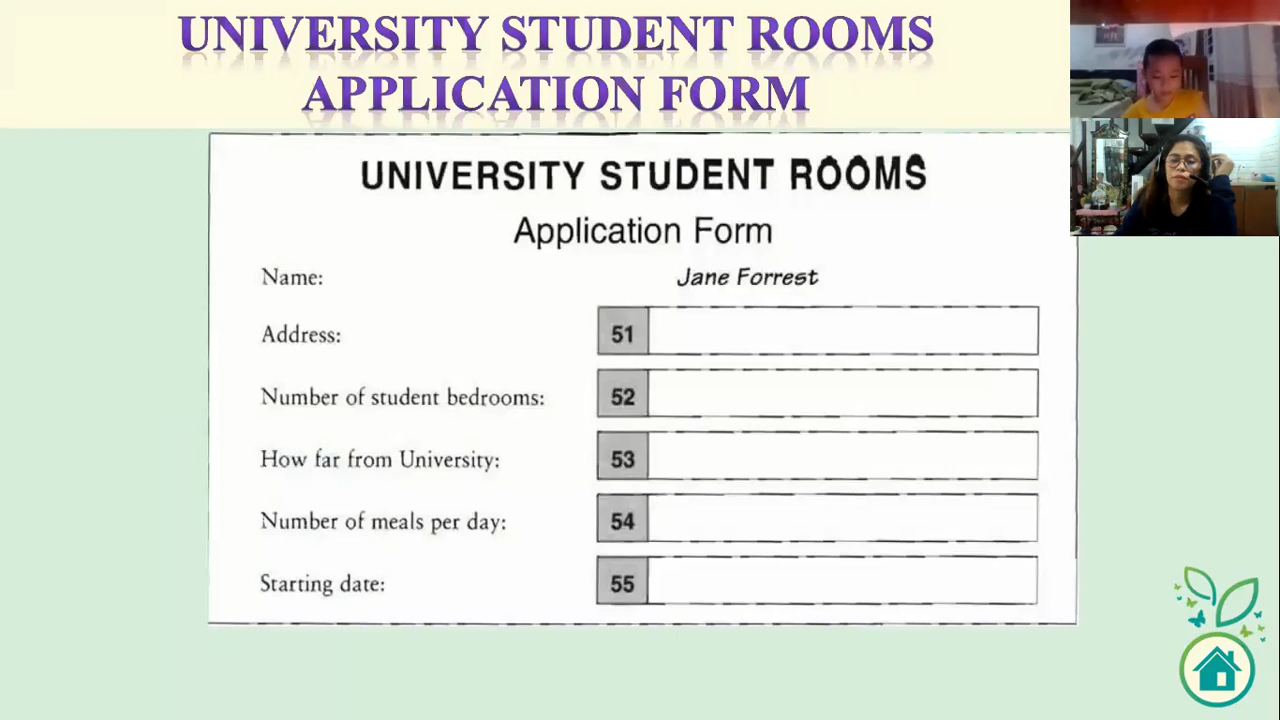 UNIVERSITY STUDENT ROOMS
APPLICATION FORM
UNIVERSITY STUDENT ROOMS
Application Form
Name: Jane Forrest
Address: 51
Number of student bedrooms: 52
How far from University: 53
Number of meals per day: 54
Starting date: 55